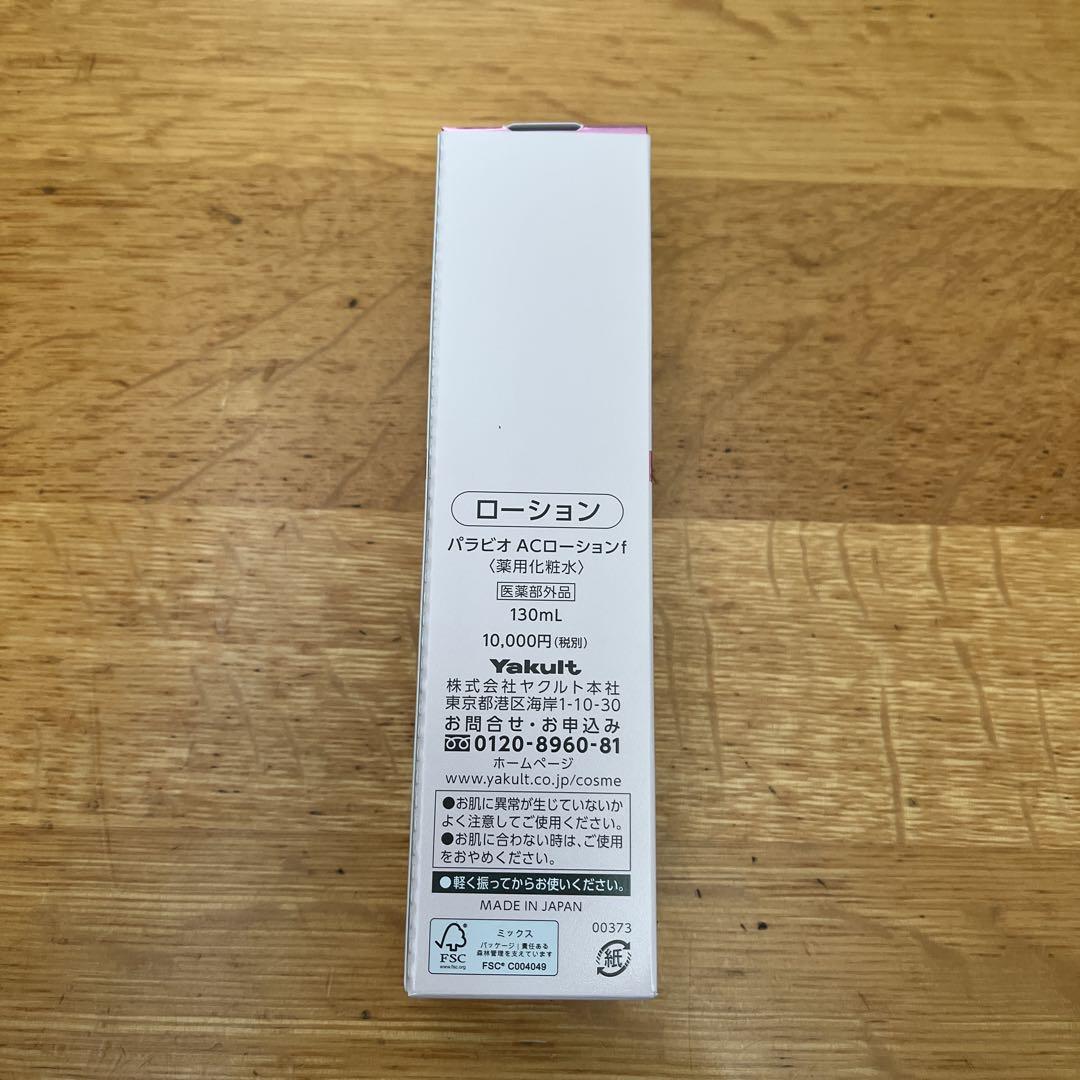 ローション
パラビオ ACローションf
〈薬用化粧水〉
医薬部外品
130mL
10,000円(税別)
Yakult
株式会社ヤクルト本社
東京都港区海岸1-10-30
お問合せ・お申込み
0120-8960-81
ホームページ
www.yakult.co.jp/cosme
●お肌に異常が生じていないか
よく注意してご使用ください。
●お肌に合わない時は、ご使用
をおやめください。
●軽く振ってからお使いください。
MADE IN JAPAN
00373
ミックス
パッケージ|責任ある
森林管理を支えています
FSC® C004049
FSC
www.fsc.org
紙